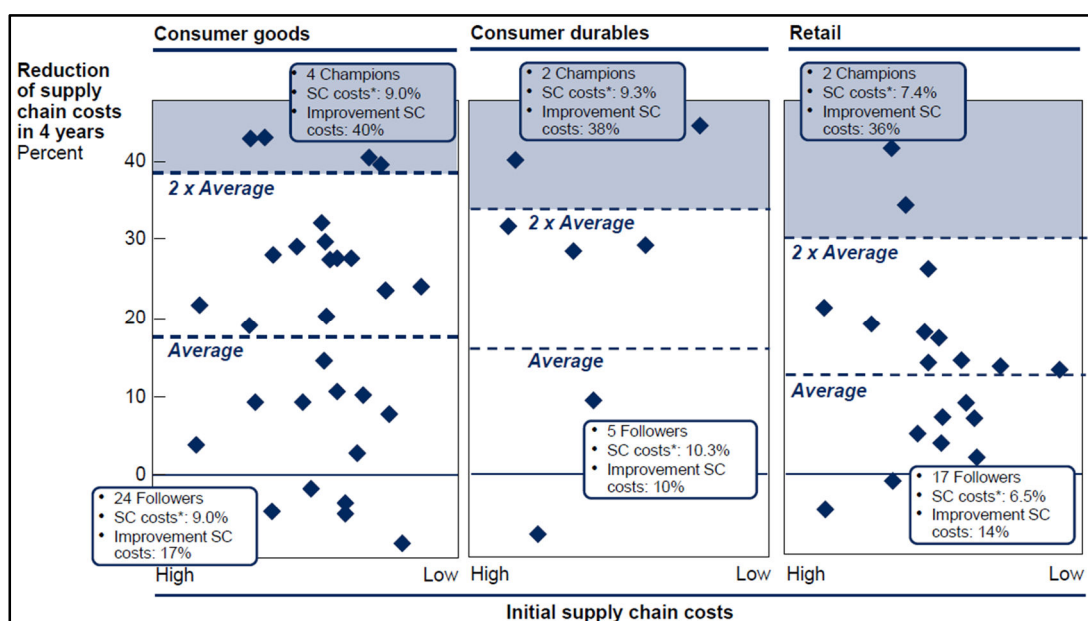 Consumer goods
Consumer durables
Retail
Reduction
of supply
chain costs
in 4 years
Percent
• 4 Champions
• SC costs*: 9.0%
• Improvement SC
costs: 40%
• 2 Champions
• SC costs*: 9.3%
• Improvement SC
costs: 38%
• 2 Champions
• SC costs*: 7.4%
• Improvement SC
costs: 36%
40
2 x Average
2 x Average
2 x Average
30
20
Average
Average
Average
10
0
• 24 Followers
• SC costs*: 9.0%
• Improvement SC
costs: 17%
• 5 Followers
• SC costs*: 10.3%
• Improvement SC
costs: 10%
• 17 Followers
• SC costs*: 6.5%
• Improvement SC
costs: 14%
High Low
High Low
High Low
Initial supply chain costs